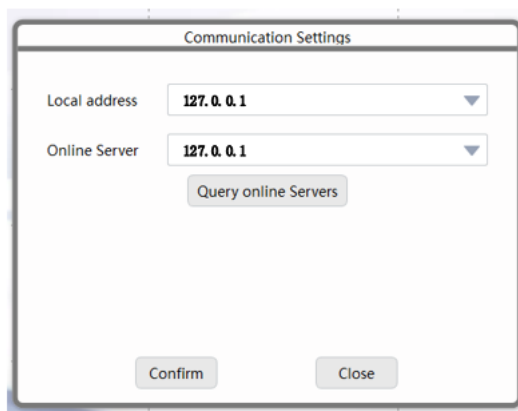 Communication Settings
Local address 127.0.0.1
Online Server 127.0.0.1
Query online Servers
Confirm Close